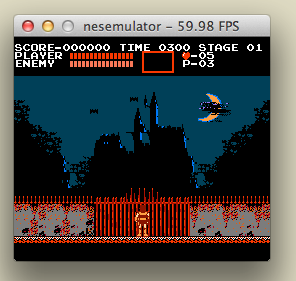 nesemulator – 59.98 FPS
SCORE-000000 TIME 0300 STAGE 01
PLAYER -05
ENEMY P-03